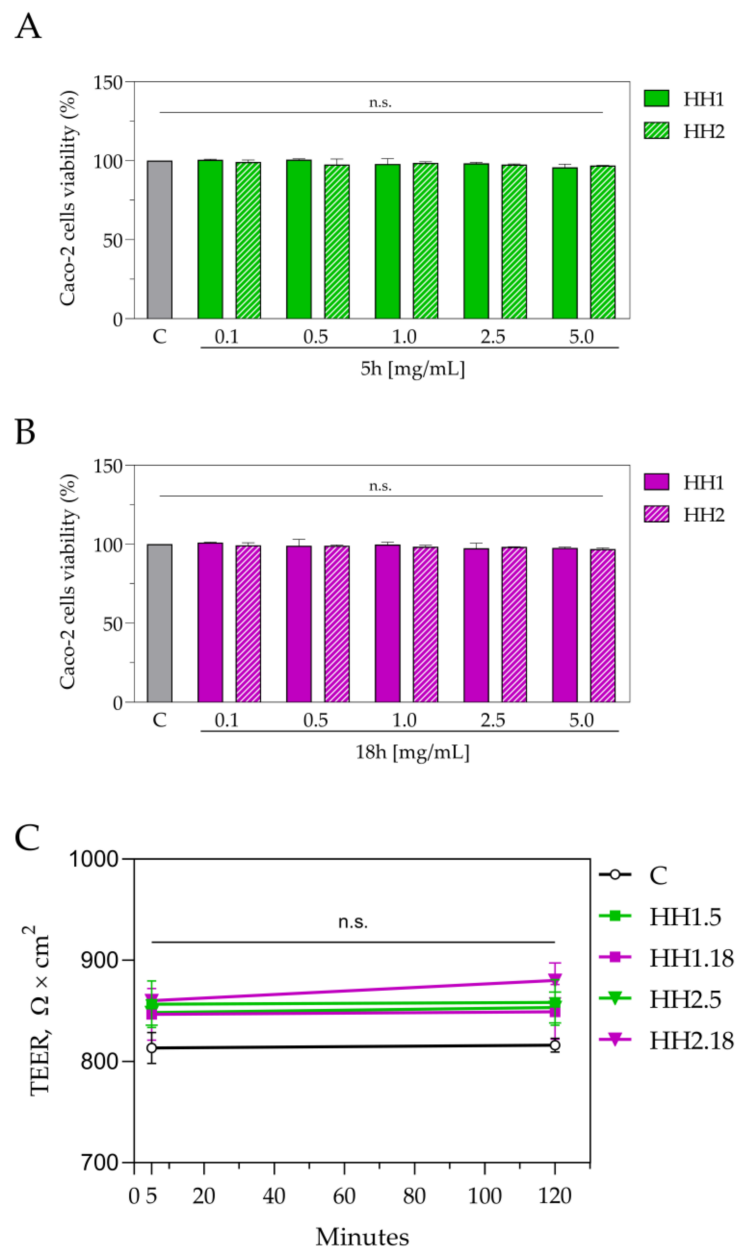 A
Caco-2 cells viability (%)
150
100
50
0
n.s.
C
0.1
0.5
1.0
2.5
5.0
5h [mg/mL]
HH1
HH2
B
Caco-2 cells viability (%)
150
100
50
0
n.s.
C
0.1
0.5
1.0
2.5
5.0
18h [mg/mL]
HH1
HH2
C
TEER, Ω × cm²
1000
900
800
700
n.s.
0 5 20 40 60 80 100 120
Minutes
C
HH1.5
HH1.18
HH2.5
HH2.18